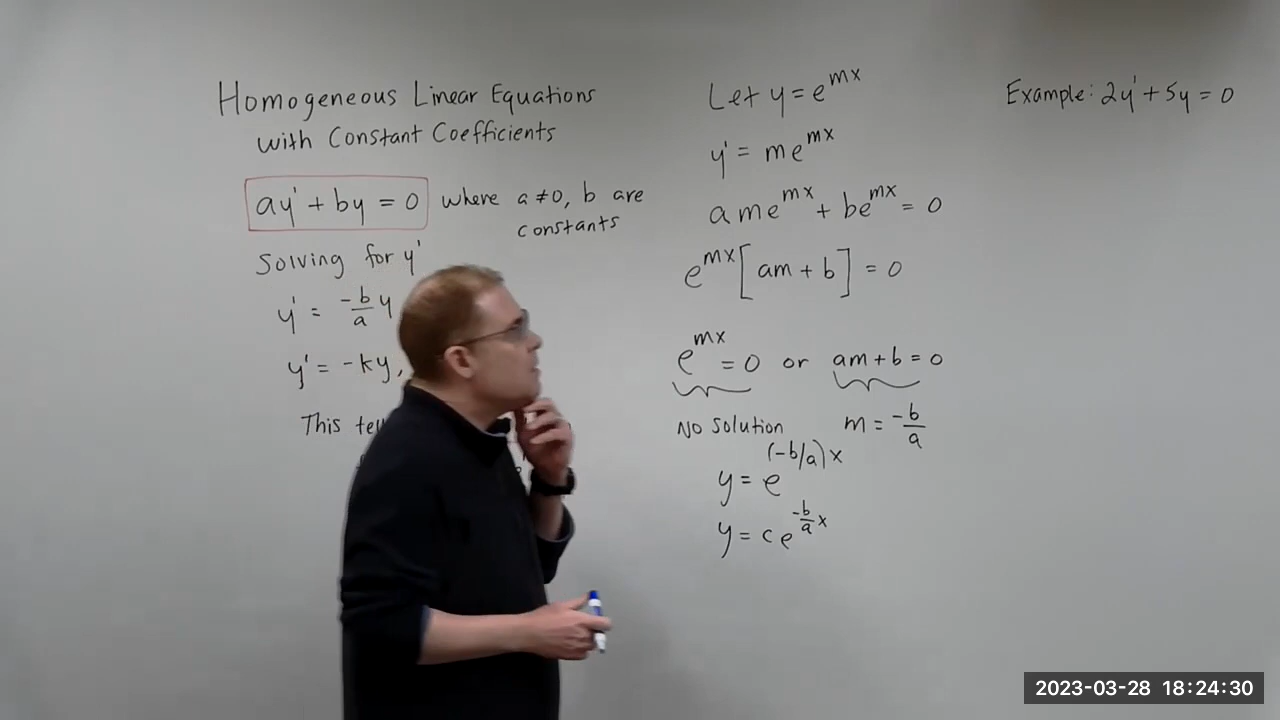 Homogeneous Linear Equations
with Constant Coefficients
ay' + by = 0 where a ≠ 0, b are
constants
Solving for y'
y' = -b/a y
y' = -ky,
This
Let y = e^{mx}
y' = me^{mx}
ame^{mx} + be^{mx} = 0
e^{mx}[am + b] = 0
e^{mx} = 0 or am + b = 0
No Solution m = -b/a
y = e^{(-b/a)x}
y = ce^{-b/a x}
Example: 2y' + 5y = 0
2023-03-28 18:24:30